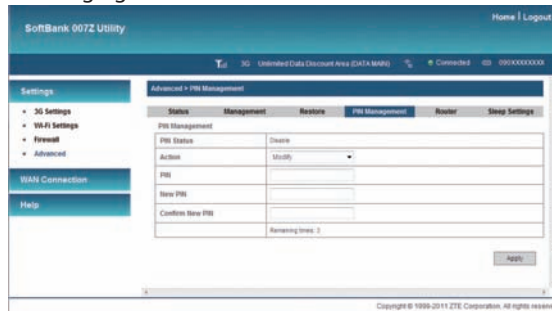 SoftBank 007Z Utility
Home | Logout
3G Unlimited Data Discount Area (DATA MAIN) Connected 090XXXXXXXX
Settings
3G Settings
Wi-Fi Settings
Firewall
Advanced
WAN Connection
Help
Advanced > PIN Management
Status Management Restore PIN Management Router Sleep Settings
PIN Management
PIN Status
Action Modify
PIN
New PIN
Confirm New PIN
Remaining times: 3
Apply
Copyright © 1999-2011 ZTE Corporation. All rights